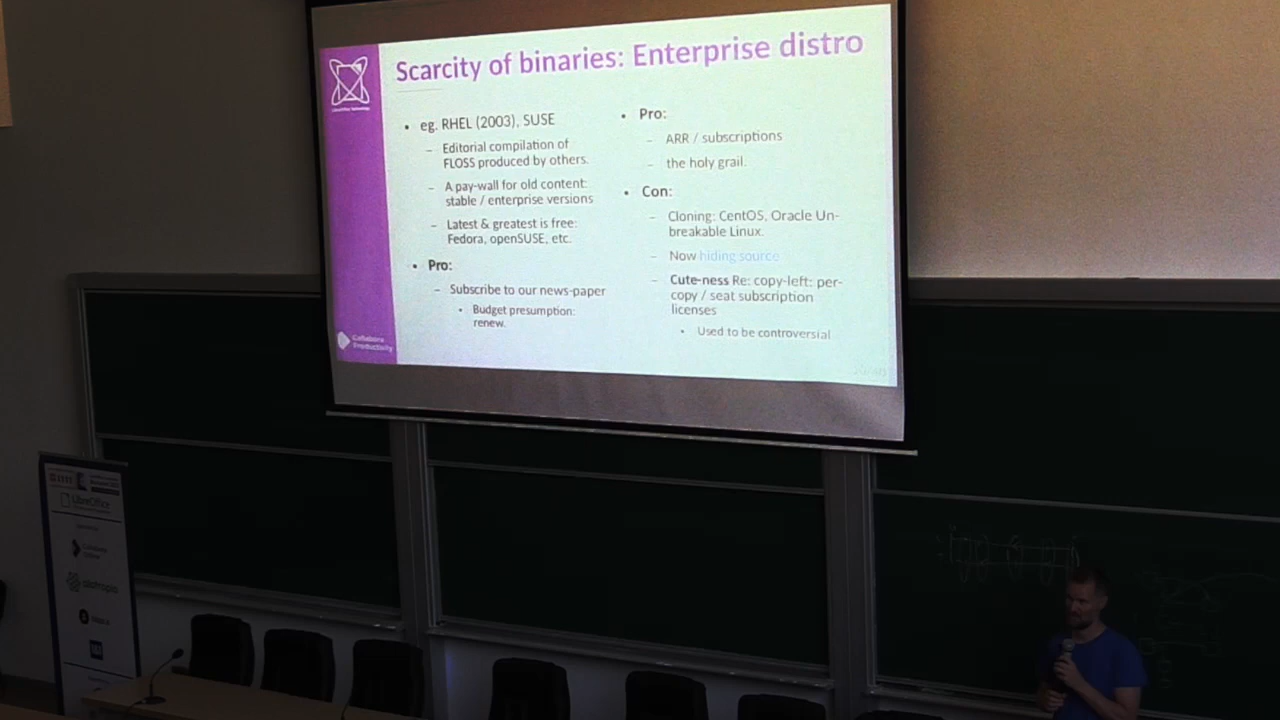 Scarcity of binaries: Enterprise distro
• eg. RHEL (2003), SUSE
– Editorial compilation of
FLOSS produced by others.
– A pay-wall for old content:
stable / enterprise versions
– Latest & greatest is free:
Fedora, openSUSE, etc.
• Pro:
– Subscribe to our news-paper
• Budget presumption:
renew.
• Pro:
– ARR / subscriptions
– the holy grail.
• Con:
– Cloning: CentOS, Oracle Un-
breakable Linux.
– Now hiding source
– Cute-ness Re: copy-left: per-
copy / seat subscription
licenses
• Used to be controversial
Collabora
Productivity
LibreOffice